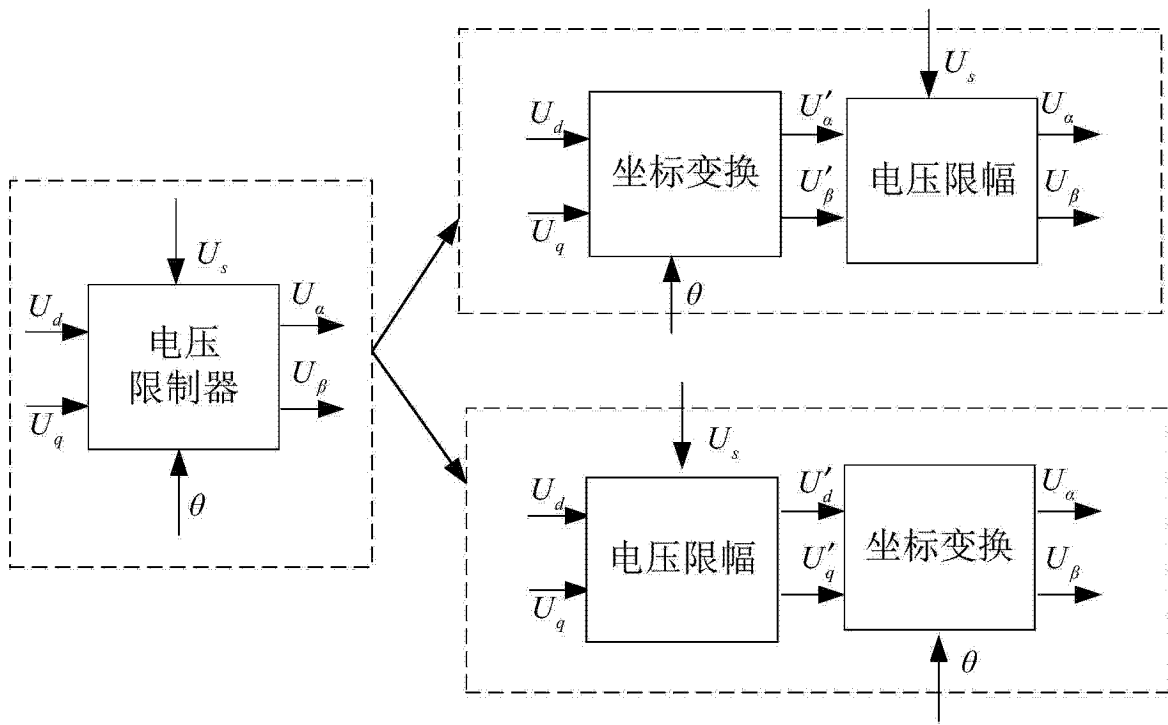 U_s
U_d
U_q
电压
限制器
U_α
U_β
θ
U_s
U_d
U_q
坐标变换
U'_α
U'_β
电压限幅
U_α
U_β
θ
U_s
U_d
U_q
电压限幅
U'_d
U'_q
坐标变换
U_α
U_β
θ